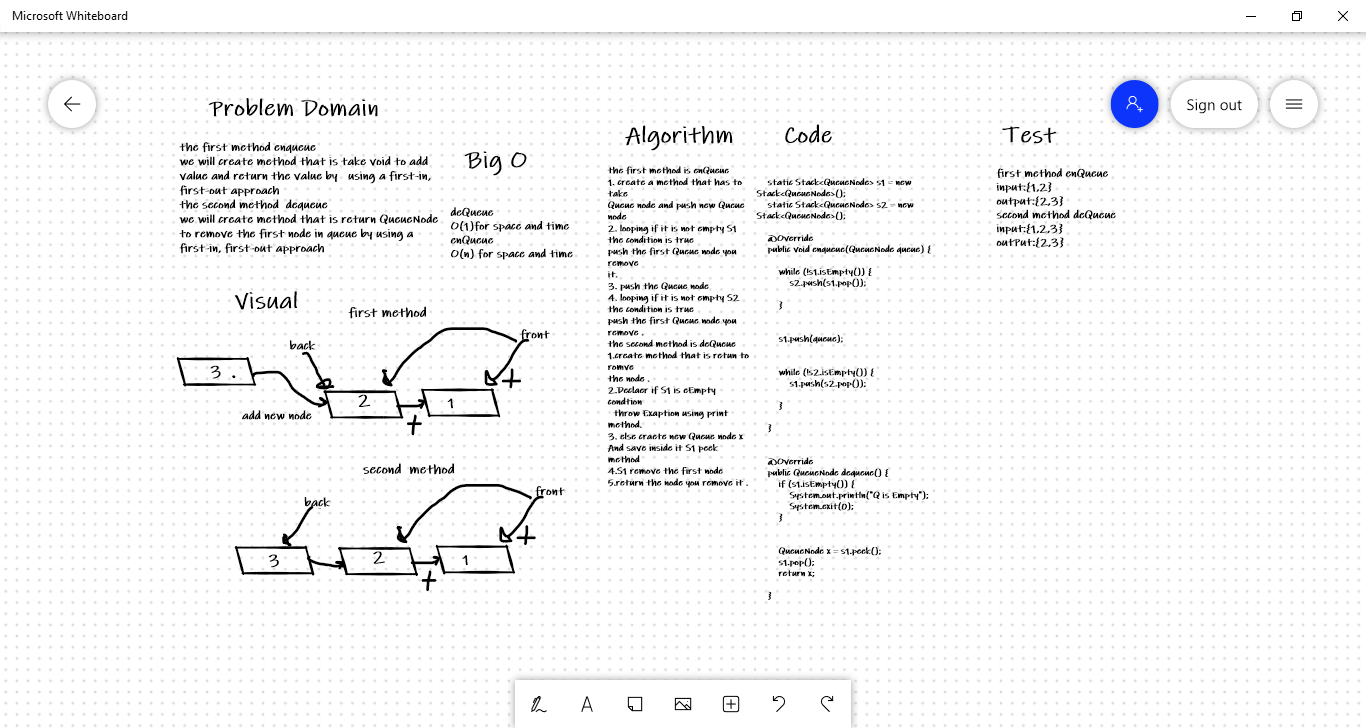 Microsoft Whiteboard
Sign out
Problem Domain
the first method enqueue
we will create method that is take void to add
value and return the value by using a first-in,
first-out approach
the second method dequeue
we will create method that is return QueueNode
to remove the first node in queue by using a
first-in, first-out approach
Big O
deQueue
O(1)for space and time
enQueue
O(n) for space and time
Visual
first method
back
front
3 .
2
1
add new node
second method
back
front
3
2
1
Algorithm
the first method is enQueue
1. create a method that has to
take
Queue node and push new Queue
node
2. looping if it is not empty S1
the condition is true
push the first Queue node you
remove
it.
3. push the Queue node
4. looping if it is not empty S2
the condition is true
push the first Queue node you
remove .
the second method is deQueue
1.create method that is retun to
romve
the node .
2.Declaer if S1 is eEmpty
condtion
throw Exaption using print
method.
3. else craete new Queue node x
And save inside it S1 peek
method
4.S1 remove the first node
5.return the node you remove it .
Code
static Stack<QueueNode> s1 = new
Stack<QueueNode>();
static Stack<QueueNode> s2 = new
Stack<QueueNode>();
@Override
public void enqueue(QueueNode queue) {
while (!s1.isEmpty()) {
s2.push(s1.pop());
}
s1.push(queue);
while (!s2.isEmpty()) {
s1.push(s2.pop());
}
}
@Override
public QueueNode dequeue() {
if (s1.isEmpty()) {
System.out.println("Q is Empty");
System.exit(0);
}
QueueNode x = s1.peek();
s1.pop();
return x;
}
Test
first method enQueue
input:{1,2}
output:{2,3}
second method deQueue
input:{1,2,3}
outPut:{2,3}